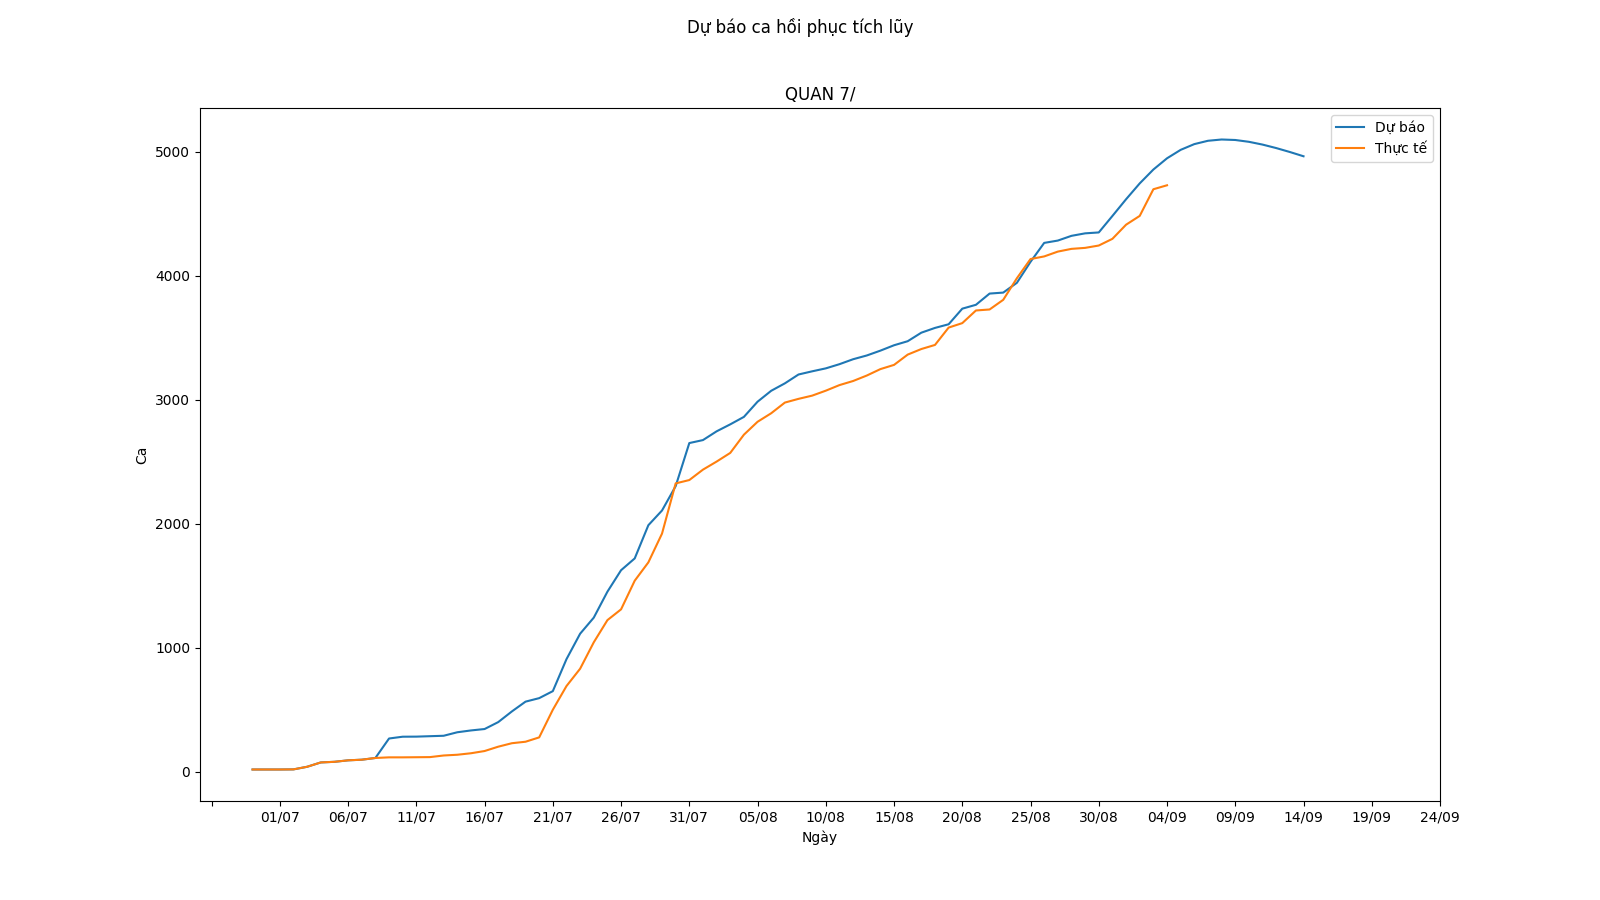 Dự báo ca hồi phục tích lũy
QUAN 7/
Dự báo
Thực tế
5000
4000
3000
2000
1000
0
Ca
01/07 06/07 11/07 16/07 21/07 26/07 31/07 05/08 10/08 15/08 20/08 25/08 30/08 04/09 09/09 14/09 19/09 24/09
Ngày